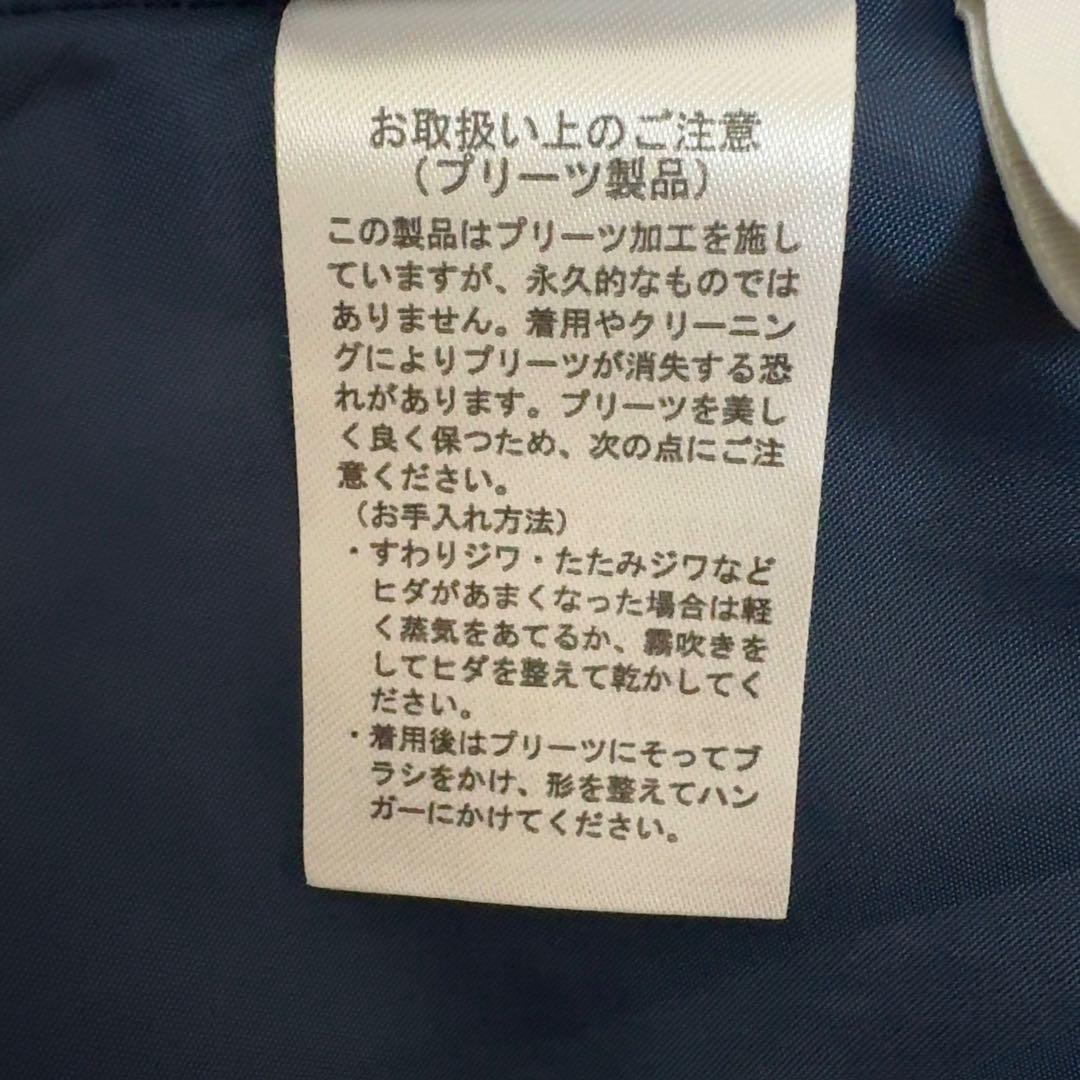 お取扱い上のご注意
（プリーツ製品）
この製品はプリーツ加工を施し
ていますが、永久的なものでは
ありません。着用やクリーニン
グによりプリーツが消失する恐
れがあります。プリーツを美し
く良く保つため、次の点にご注
意ください。
（お手入れ方法）
・すわりジワ・たたみジワなど
ヒダがあまくなった場合は軽
く蒸気をあてるか、霧吹きを
してヒダを整えて乾かしてく
ださい。
・着用後はプリーツにそってブ
ラシをかけ、形を整えてハン
ガーにかけてください。